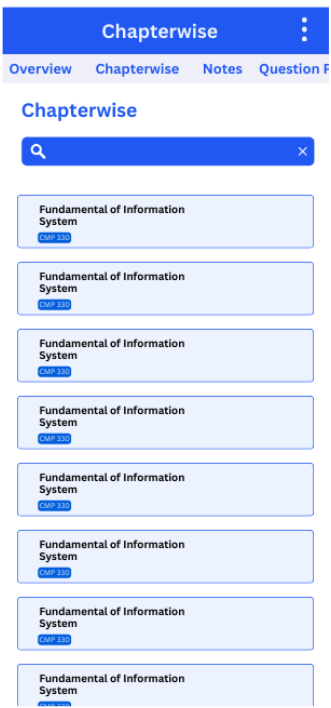 Chapterwise
Overview Chapterwise Notes Question
Chapterwise
Fundamental of Information
System
CMP 330
Fundamental of Information
System
CMP 330
Fundamental of Information
System
CMP 330
Fundamental of Information
System
CMP 330
Fundamental of Information
System
CMP 330
Fundamental of Information
System
CMP 330
Fundamental of Information
System
CMP 330
Fundamental of Information
System
CMP 330